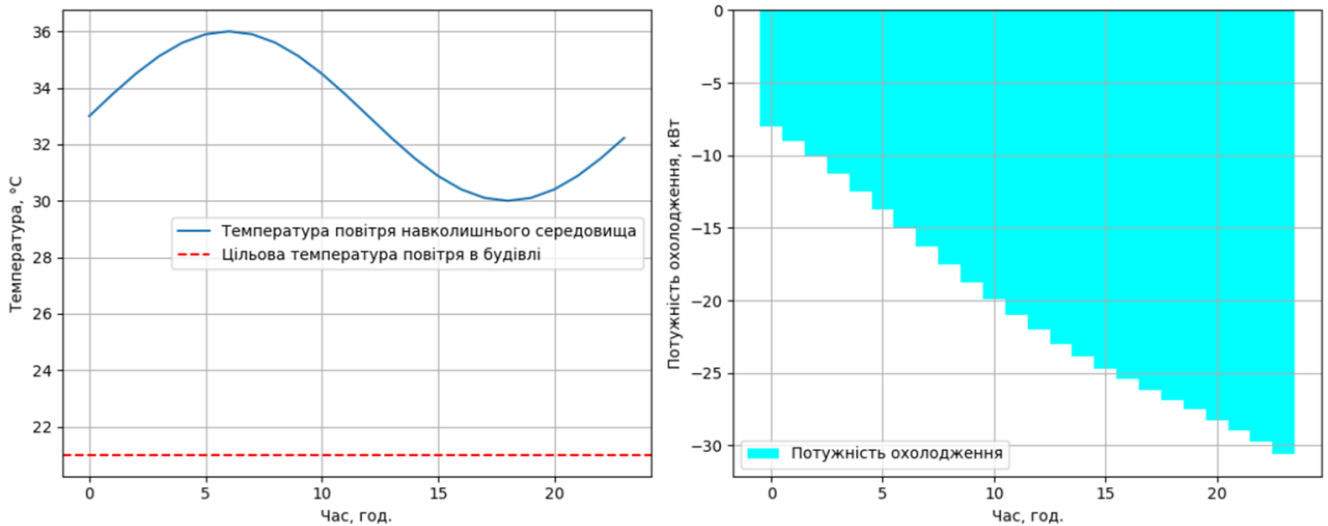 36
34
32
30
28
26
24
22
Температура, °C
Температура повітря навколишнього середовища
Цільова температура повітря в будівлі
0 5 10 15 20
Час, год.
0
−5
−10
−15
−20
−25
−30
Потужність охолодження, кВт
Потужність охолодження
0 5 10 15 20
Час, год.